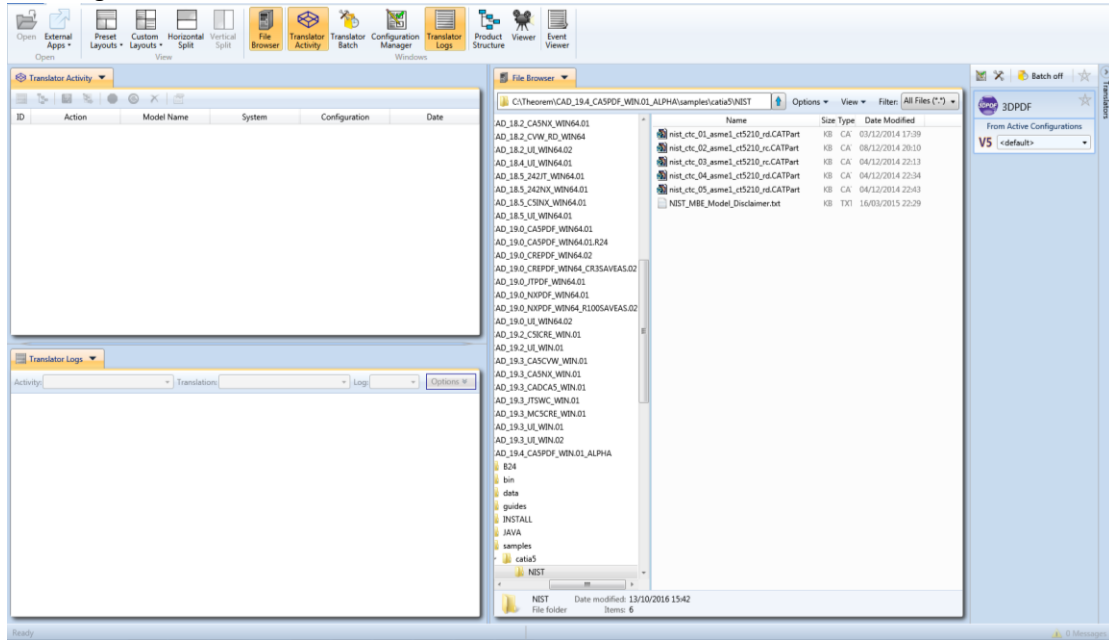 Open External Apps Preset Layouts Custom Layouts Horizontal Split Vertical Split File Browser Translator Activity Translator Batch Configuration Manager Translator Logs Product Structure Viewer Event Viewer
Open View Windows
Translator Activity
ID Action Model Name System Configuration Date
Translator Logs
Activity: Translation: Log: Options
File Browser
C:\Theorem\CAD_19.4_CA5PDF_WIN.01_ALPHA\samples\catia5\NIST Options View Filter: All Files (*.*)
AD_18.2_CA5NX_WIN64.01
AD_18.2_CVW_RD_WIN64
AD_18.2_UI_WIN64.02
AD_18.4_UI_WIN64.01
AD_18.5_242JT_WIN64.01
AD_18.5_242NX_WIN64.01
AD_18.5_C5INX_WIN64.01
AD_18.5_UI_WIN64.01
AD_19.0_CA5PDF_WIN64.01
AD_19.0_CA5PDF_WIN64.01.R24
AD_19.0_CREPDF_WIN64.02
AD_19.0_CREPDF_WIN64_CR3SAVEAS.02
AD_19.0_JTPDF_WIN64.01
AD_19.0_NXPDF_WIN64.01
AD_19.0_NXPDF_WIN64_R100SAVEAS.02
AD_19.0_UI_WIN64.02
AD_19.2_C5ICRE_WIN.01
AD_19.2_UI_WIN.01
AD_19.3_CA5CVW_WIN.01
AD_19.3_CA5NX_WIN.01
AD_19.3_CADCA5_WIN.01
AD_19.3_JTSWC_WIN.01
AD_19.3_MC5CRE_WIN.01
AD_19.3_UI_WIN.01
AD_19.3_UI_WIN.02
AD_19.4_CA5PDF_WIN.01_ALPHA
B24
bin
data
guides
INSTALL
JAVA
samples
catia5
NIST
Name Size Type Date Modified
nist_ctc_01_asme1_ct5210_rd.CATPart KB CA 03/12/2014 17:39
nist_ctc_02_asme1_ct5210_rc.CATPart KB CA 08/12/2014 20:10
nist_ctc_03_asme1_ct5210_rc.CATPart KB CA 04/12/2014 22:13
nist_ctc_04_asme1_ct5210_rd.CATPart KB CA 04/12/2014 22:34
nist_ctc_05_asme1_ct5210_rd.CATPart KB CA 04/12/2014 22:43
NIST_MBE_Model_Disclaimer.txt KB TXT 16/03/2015 22:29
NIST Date modified: 13/10/2016 15:42
File folder Items: 6
Batch off
3DPDF 3DPDF
From Active Configurations
V5 <default>
Translators
Ready 0 Messages